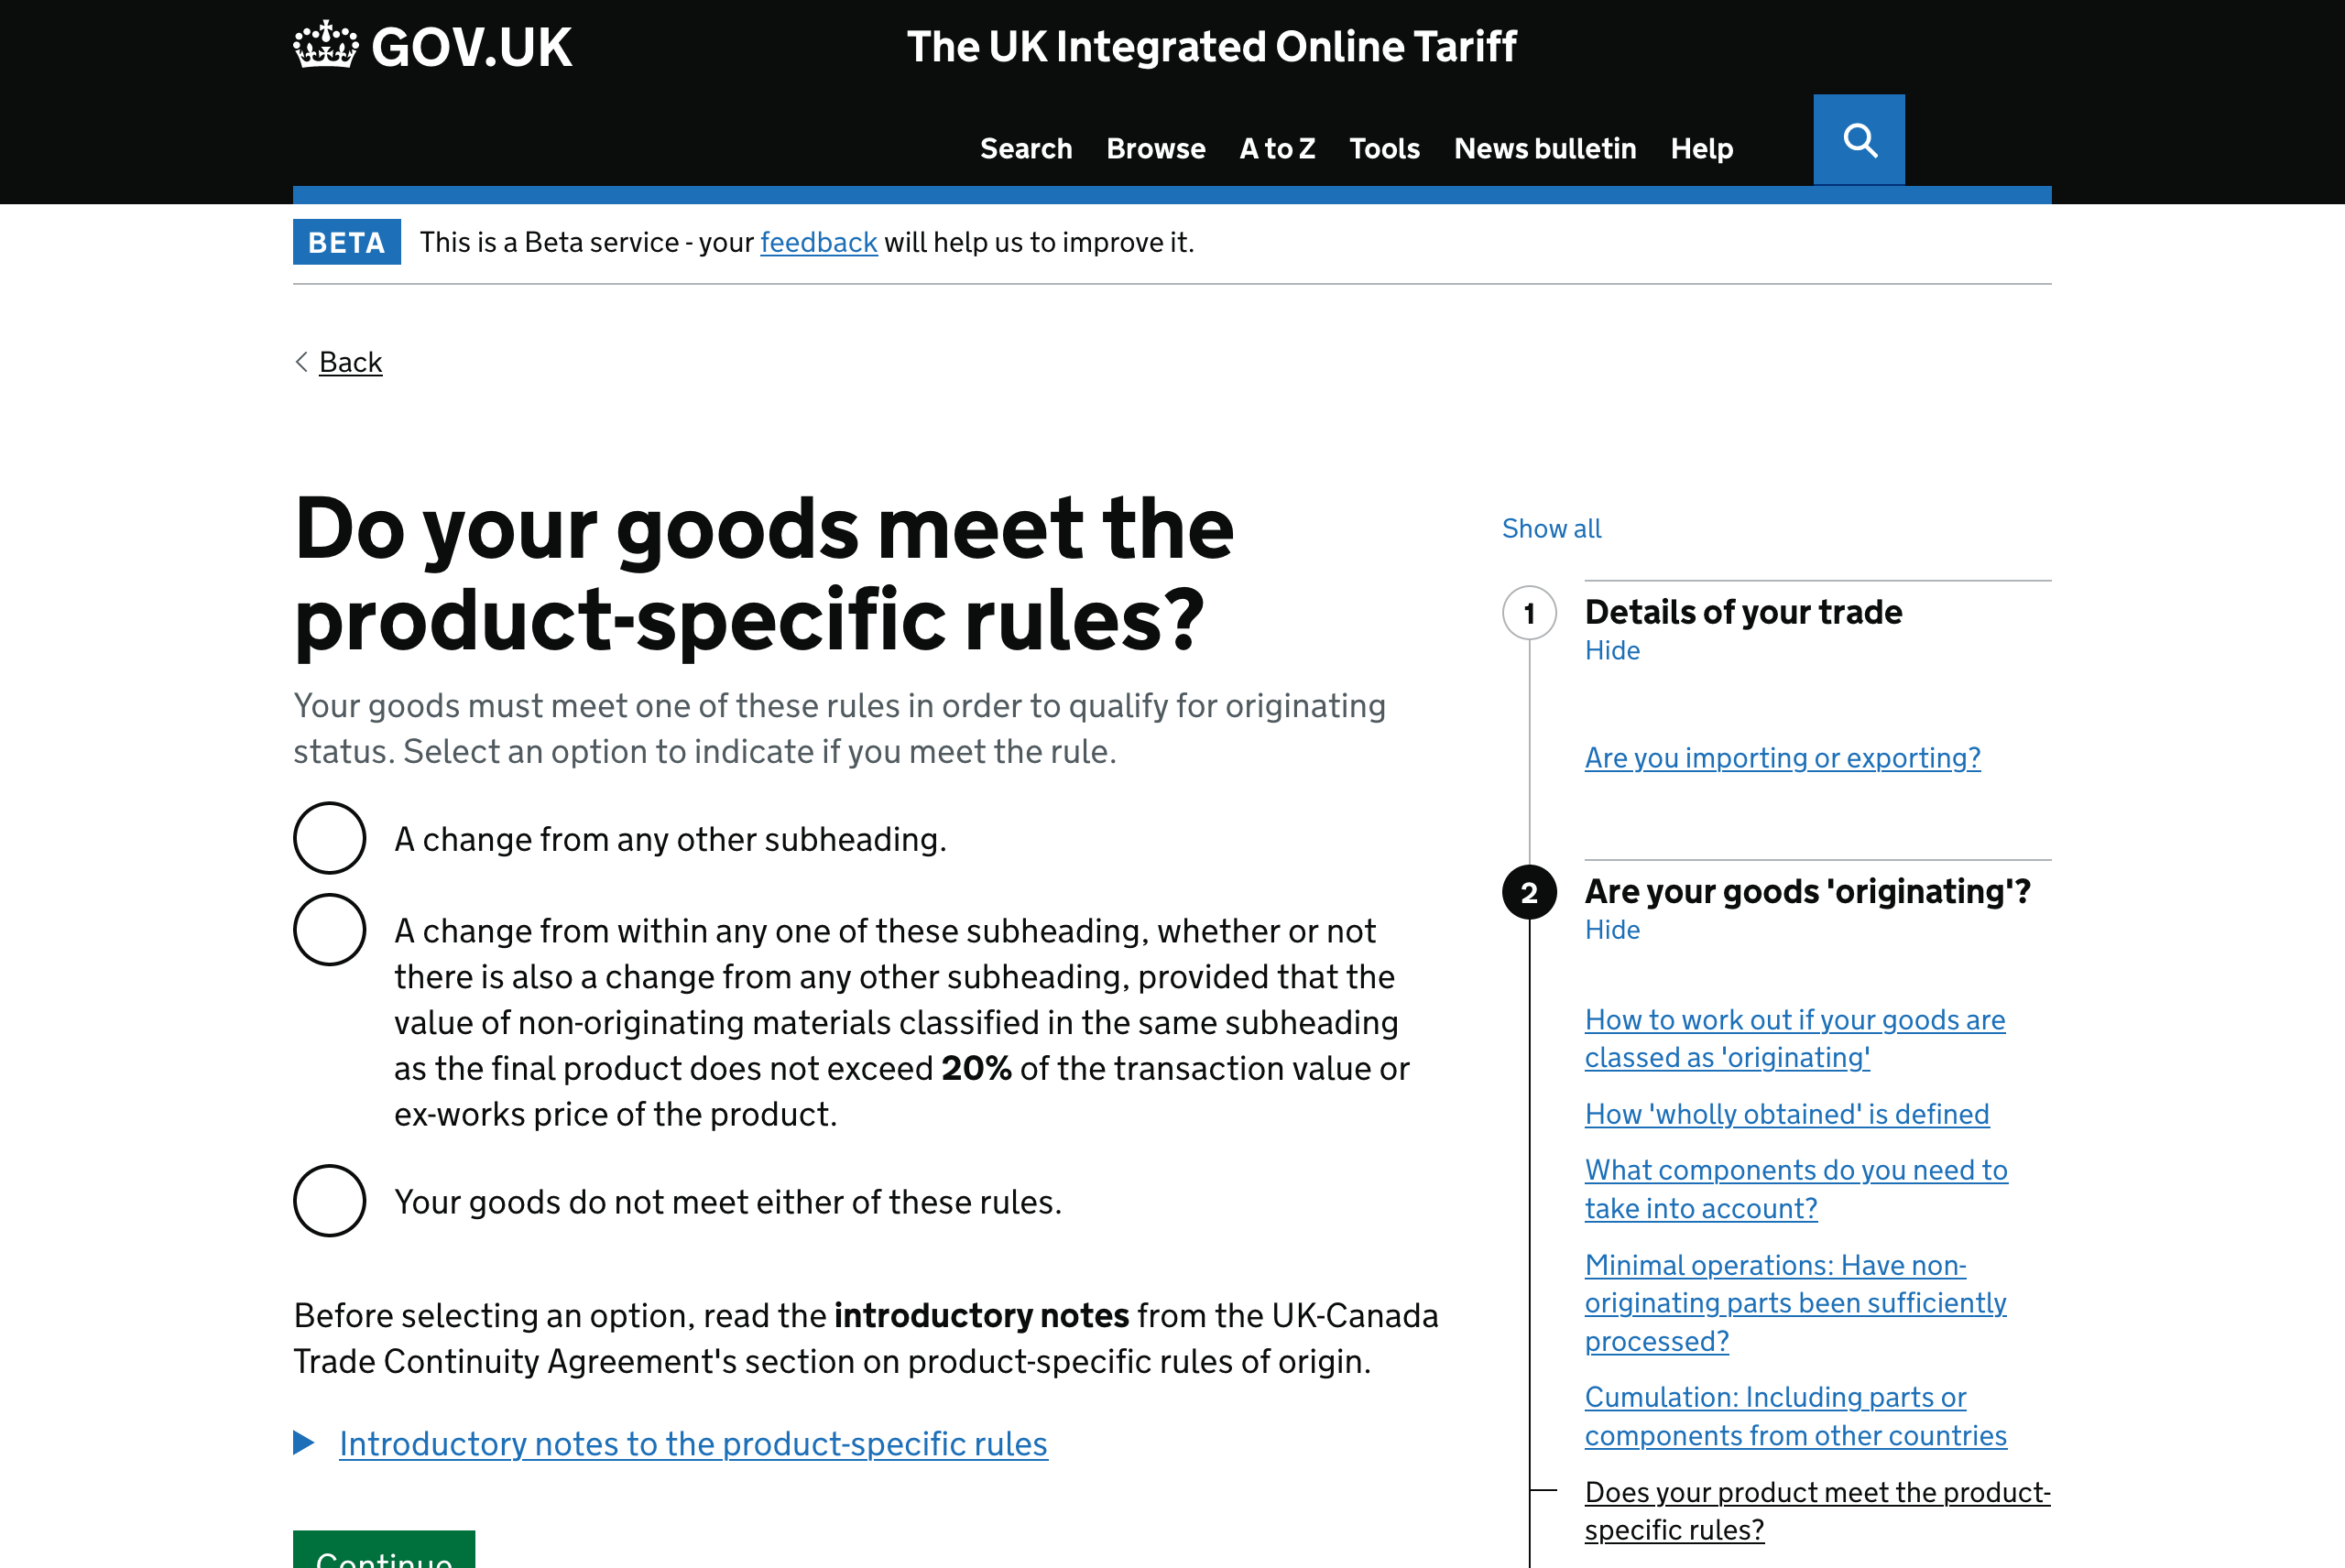 GOV.UK
The UK Integrated Online Tariff
Search Browse A to Z Tools News bulletin Help
BETA This is a Beta service - your feedback will help us to improve it.
Back
Do your goods meet the
product-specific rules?
Your goods must meet one of these rules in order to qualify for originating
status. Select an option to indicate if you meet the rule.
A change from any other subheading.
A change from within any one of these subheading, whether or not
there is also a change from any other subheading, provided that the
value of non-originating materials classified in the same subheading
as the final product does not exceed 20% of the transaction value or
ex-works price of the product.
Your goods do not meet either of these rules.
Before selecting an option, read the introductory notes from the UK-Canada
Trade Continuity Agreement's section on product-specific rules of origin.
Introductory notes to the product-specific rules
Continue
Show all
1 Details of your trade
Hide
Are you importing or exporting?
2 Are your goods 'originating'?
Hide
How to work out if your goods are
classed as 'originating'
How 'wholly obtained' is defined
What components do you need to
take into account?
Minimal operations: Have non-
originating parts been sufficiently
processed?
Cumulation: Including parts or
components from other countries
Does your product meet the product-
specific rules?